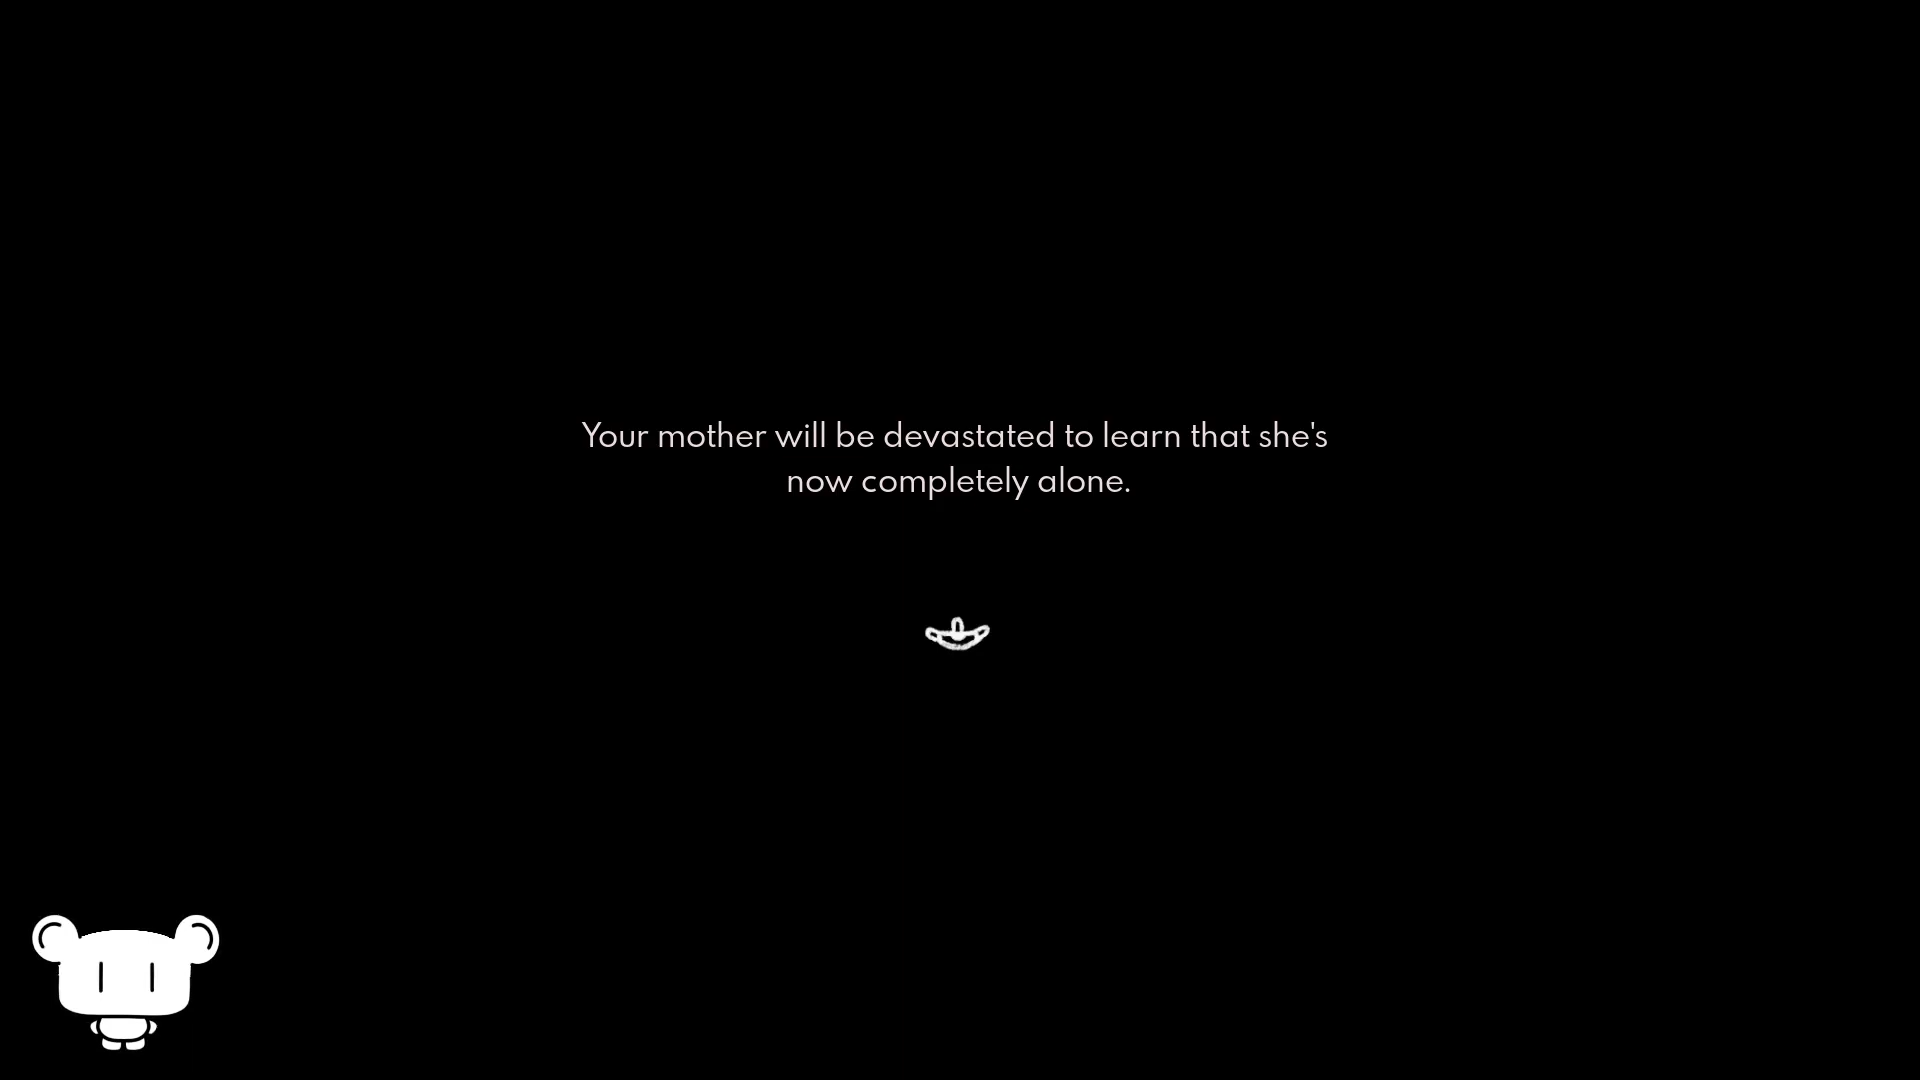 Your mother will be devastated to learn that she's
now completely alone.